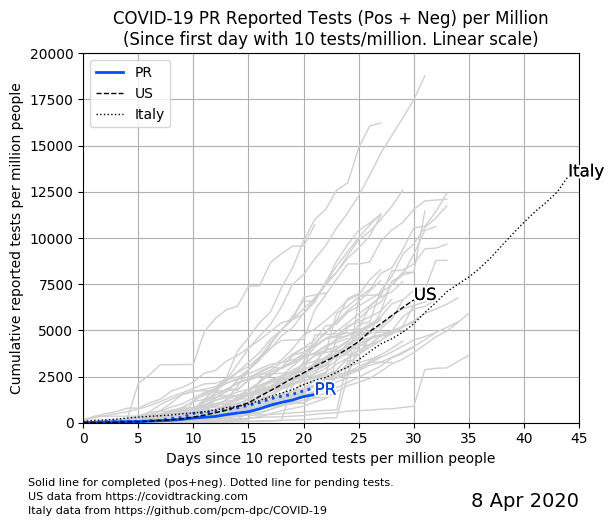 COVID-19 PR Reported Tests (Pos + Neg) per Million
(Since first day with 10 tests/million. Linear scale)
Cumulative reported tests per million people
20000
17500
15000
12500
10000
7500
5000
2500
0
PR
US
Italy
Italy
US
PR
0 5 10 15 20 25 30 35 40 45
Days since 10 reported tests per million people
Solid line for completed (pos+neg). Dotted line for pending tests.
US data from https://covidtracking.com
Italy data from https://github.com/pcm-dpc/COVID-19
8 Apr 2020